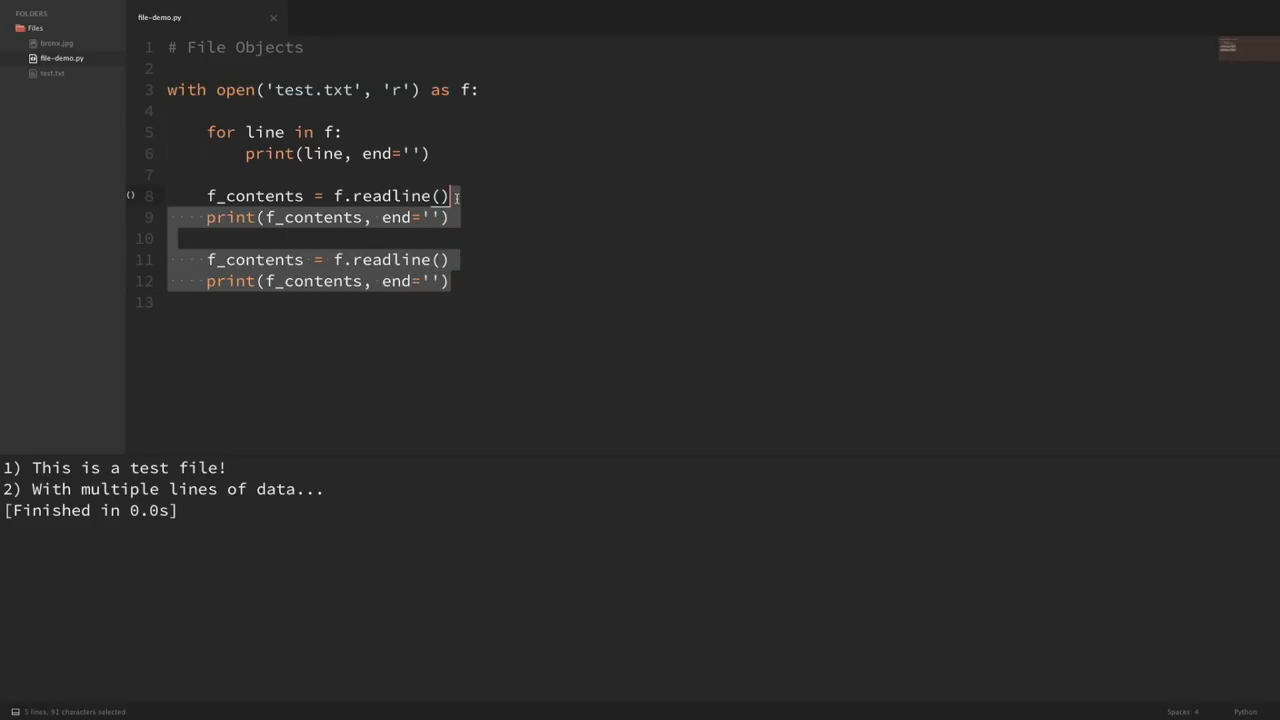 FOLDERS
Files
bronx.jpg
file-demo.py
test.txt
file-demo.py ×
1 # File Objects
2
3 with open('test.txt', 'r') as f:
4
5     for line in f:
6         print(line, end='')
7
() 8     f_contents = f.readline()
9     print(f_contents, end='')
10
11     f_contents = f.readline()
12     print(f_contents, end='')
13
1) This is a test file!
2) With multiple lines of data...
[Finished in 0.0s]
5 lines, 92 characters selected
Spaces: 4
Python